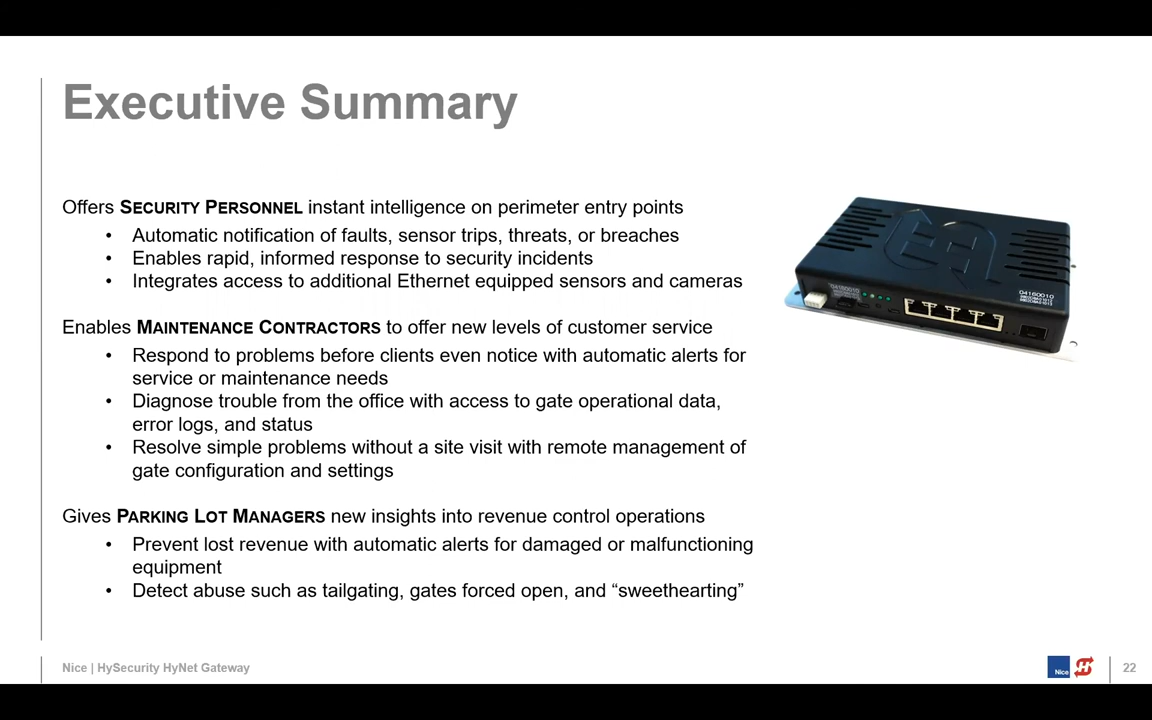 Executive Summary
Offers SECURITY PERSONNEL instant intelligence on perimeter entry points
• Automatic notification of faults, sensor trips, threats, or breaches
• Enables rapid, informed response to security incidents
• Integrates access to additional Ethernet equipped sensors and cameras
Enables MAINTENANCE CONTRACTORS to offer new levels of customer service
• Respond to problems before clients even notice with automatic alerts for
service or maintenance needs
• Diagnose trouble from the office with access to gate operational data,
error logs, and status
• Resolve simple problems without a site visit with remote management of
gate configuration and settings
Gives PARKING LOT MANAGERS new insights into revenue control operations
• Prevent lost revenue with automatic alerts for damaged or malfunctioning
equipment
• Detect abuse such as tailgating, gates forced open, and “sweethearting”
04160010
04160010
Nice | HySecurity HyNet Gateway
Nice
22